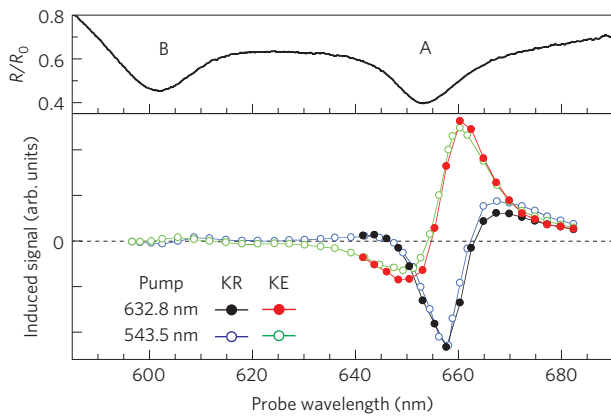 0.8
0.6
0.4
R/R0
B
A
Induced signal (arb. units)
0
Pump KR KE
632.8 nm
543.5 nm
600 620 640 660 680
Probe wavelength (nm)